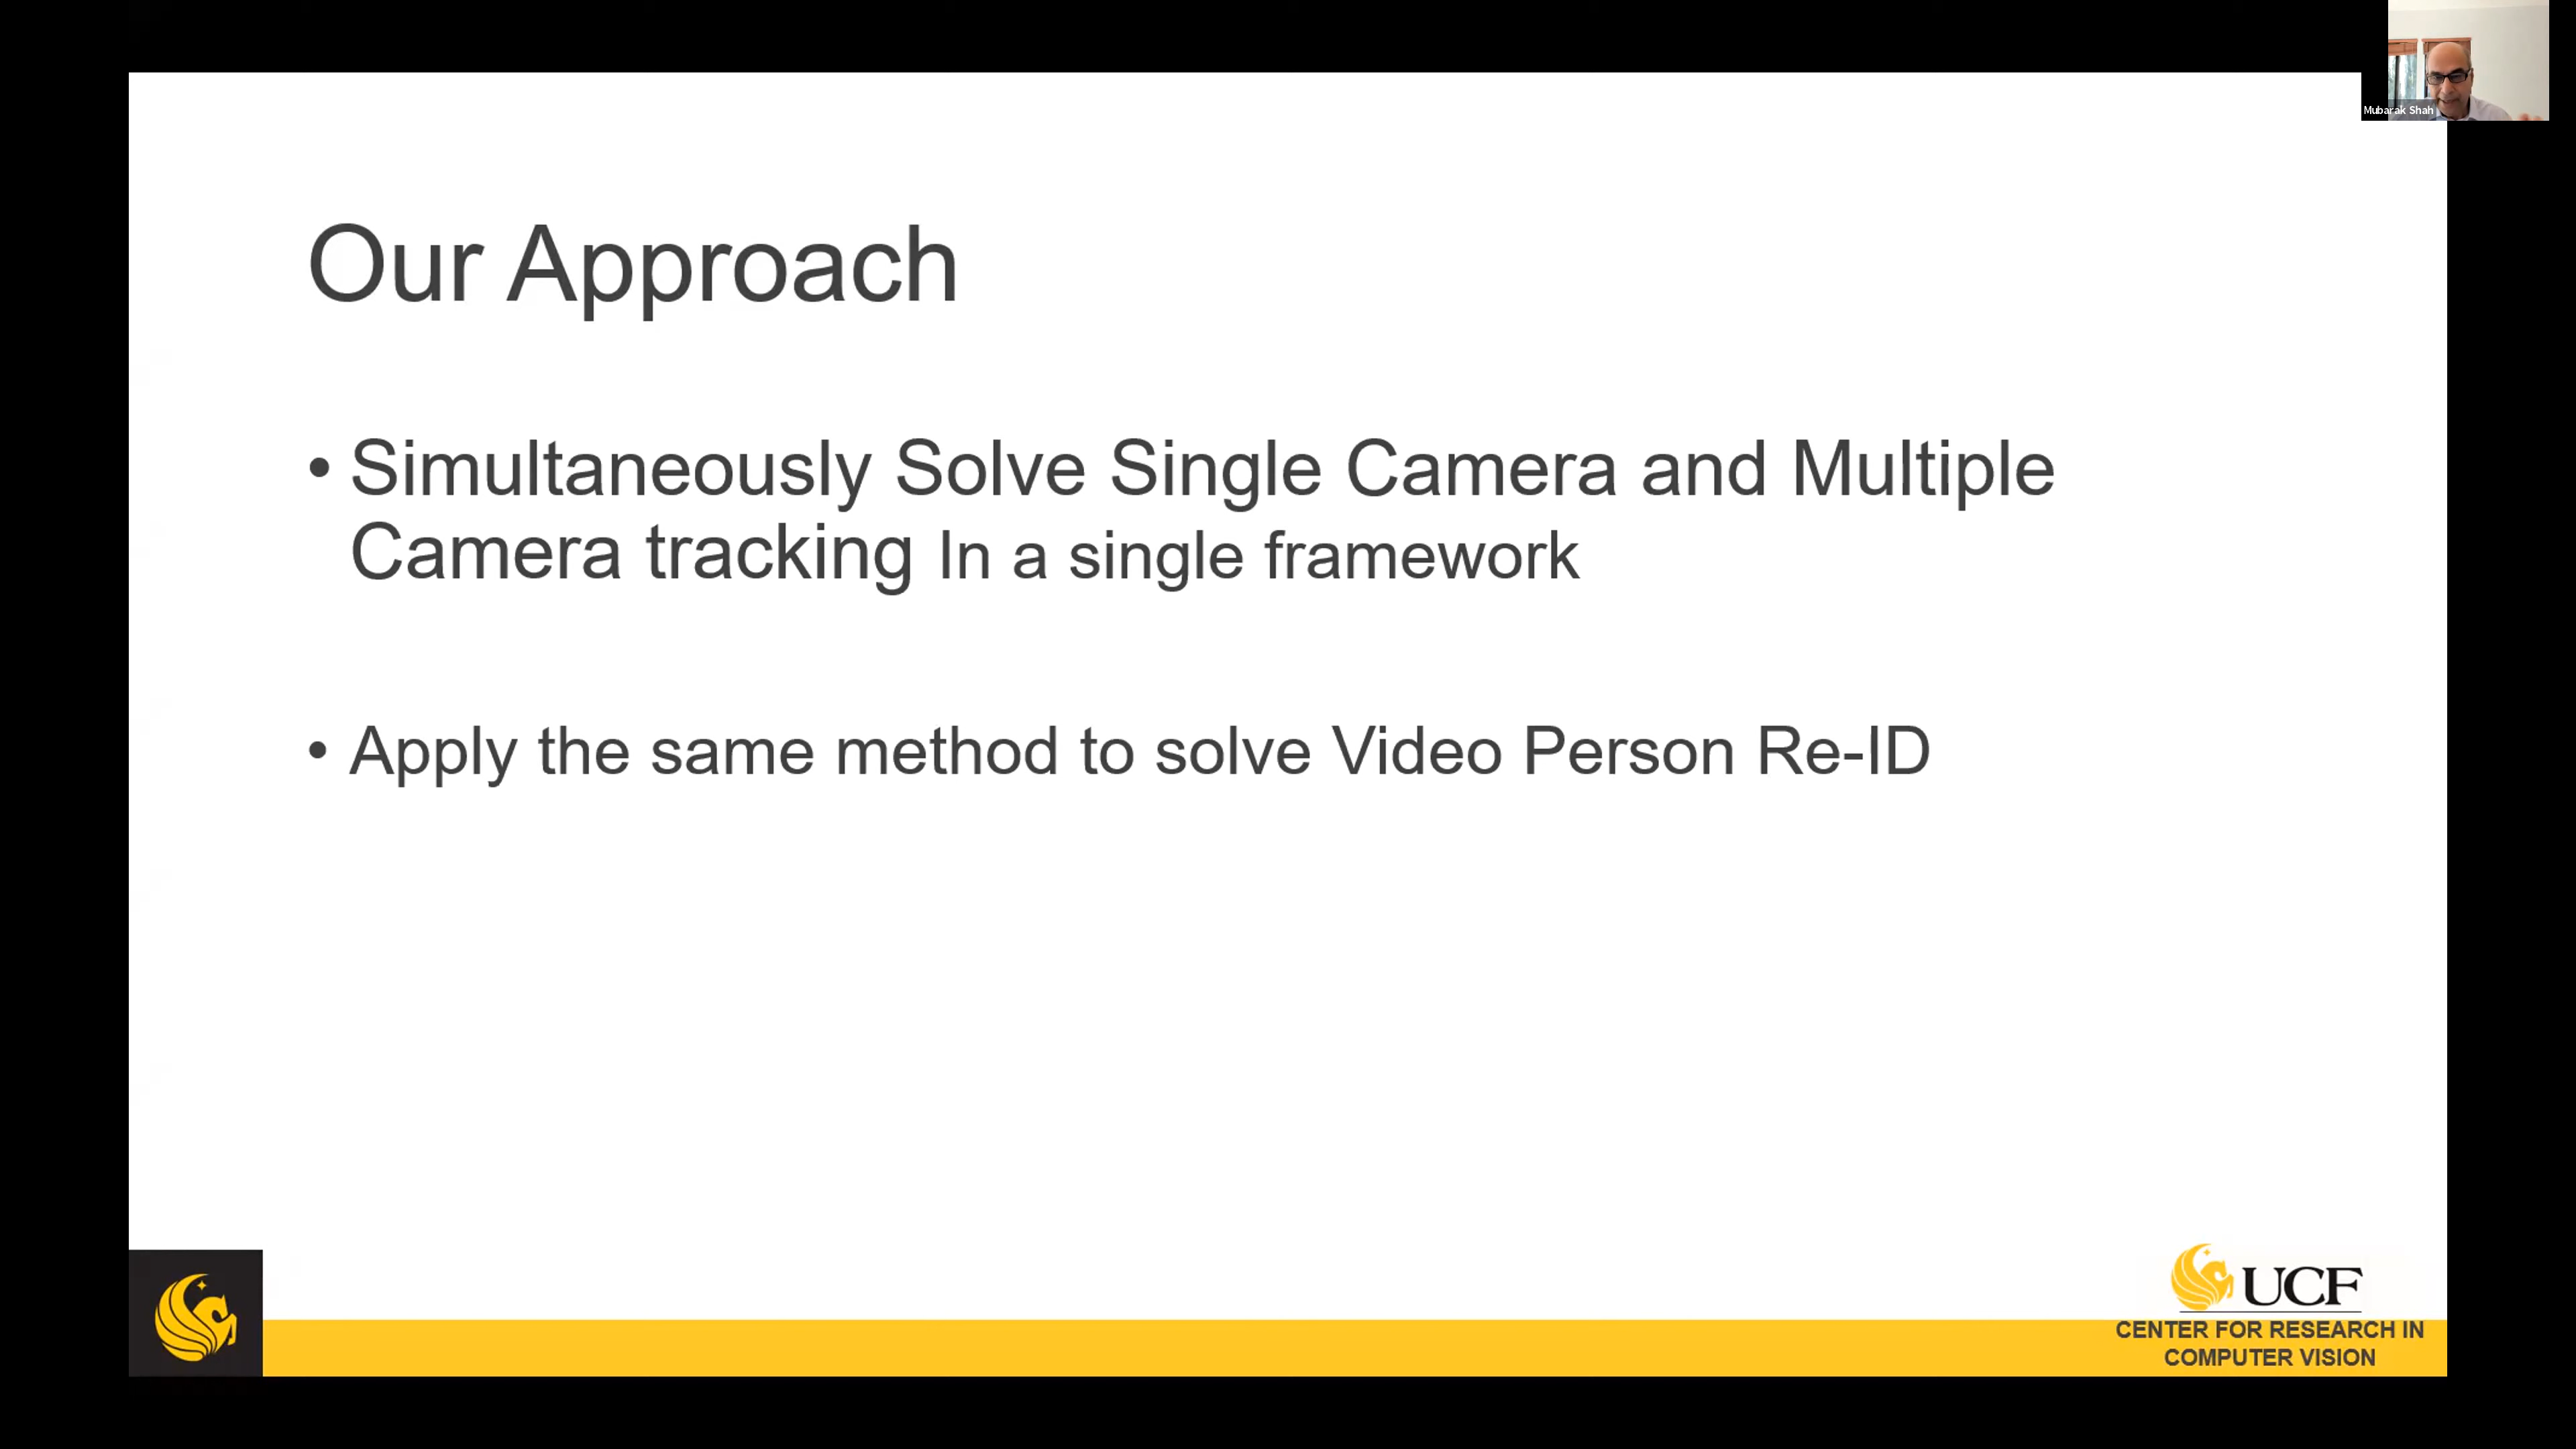 Mubarak Shah
Our Approach
• Simultaneously Solve Single Camera and Multiple
Camera tracking In a single framework
• Apply the same method to solve Video Person Re-ID
UCF
CENTER FOR RESEARCH IN
COMPUTER VISION